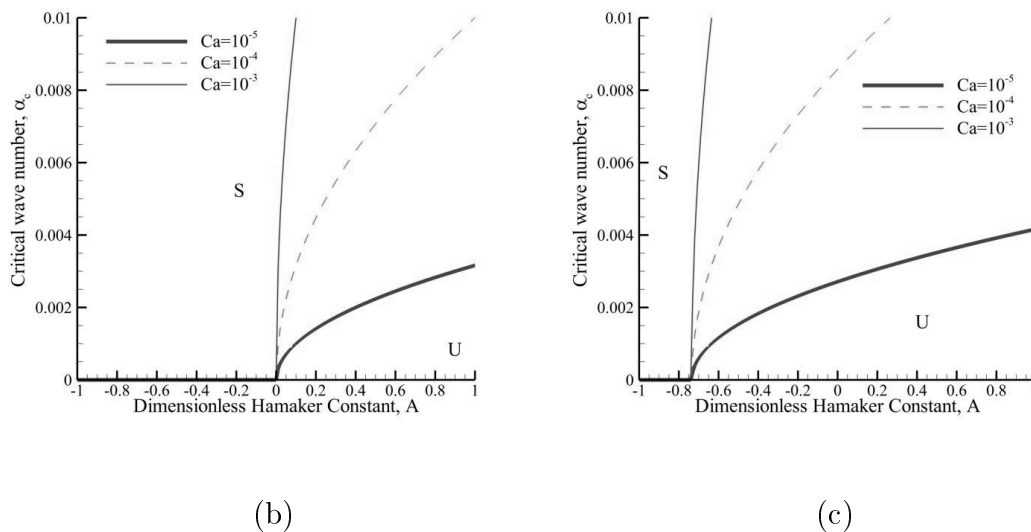 0.01
0.008
0.006
0.004
0.002
0
Critical wave number, α_c
Ca=10^-5
Ca=10^-4
Ca=10^-3
S
U
-1 -0.8 -0.6 -0.4 -0.2 0 0.2 0.4 0.6 0.8 1
Dimensionless Hamaker Constant, A
(b)
0.01
0.008
0.006
0.004
0.002
0
Critical wave number, α_c
Ca=10^-5
Ca=10^-4
Ca=10^-3
S
U
-1 -0.8 -0.6 -0.4 -0.2 0 0.2 0.4 0.6 0.8
Dimensionless Hamaker Constant, A
(c)